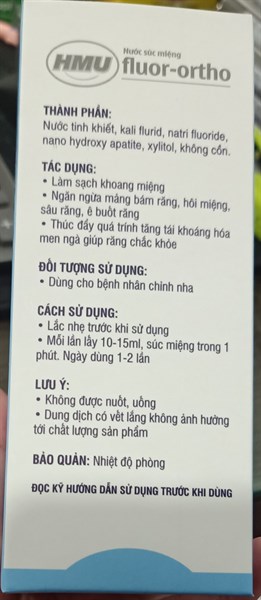 HMU
Nước súc miệng
fluor-ortho
THÀNH PHẦN:
Nước tinh khiết, kali flurid, natri fluoride,
nano hydroxy apatite, xylitol, không cồn.
TÁC DỤNG:
• Làm sạch khoang miệng
• Ngăn ngừa mảng bám răng, hôi miệng,
sâu răng, ê buốt răng
• Thúc đẩy quá trình tăng tái khoáng hóa
men ngà giúp răng chắc khỏe
ĐỐI TƯỢNG SỬ DỤNG:
• Dùng cho bệnh nhân chỉnh nha
CÁCH SỬ DỤNG:
• Lắc nhẹ trước khi sử dụng
• Mỗi lần lấy 10-15ml, súc miệng trong 1
phút. Ngày dùng 1-2 lần
LƯU Ý:
• Không được nuốt, uống
• Dung dịch có vết lắng không ảnh hưởng
tới chất lượng sản phẩm
BẢO QUẢN: Nhiệt độ phòng
ĐỌC KỸ HƯỚNG DẪN SỬ DỤNG TRƯỚC KHI DÙNG